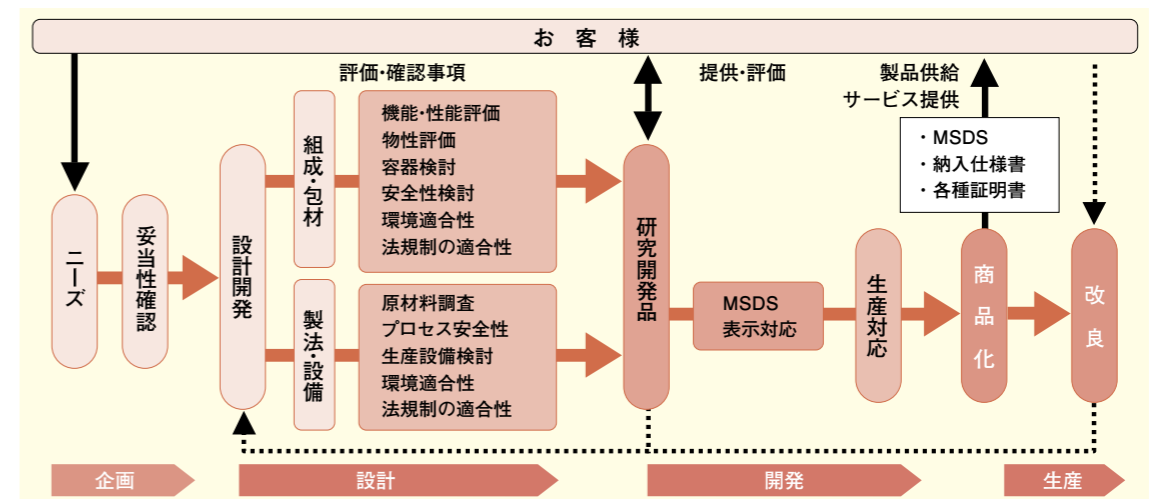 お 客 様
評価・確認事項
提供・評価
製品供給
サービス提供
・MSDS
・納入仕様書
・各種証明書
ニーズ
妥当性確認
設計開発
組成・包材
機能・性能評価
物性評価
容器検討
安全性検討
環境適合性
法規制の適合性
製法・設備
原材料調査
プロセス安全性
生産設備検討
環境適合性
法規制の適合性
研究開発品
MSDS
表示対応
生産対応
商品化
改良
企画
設計
開発
生産